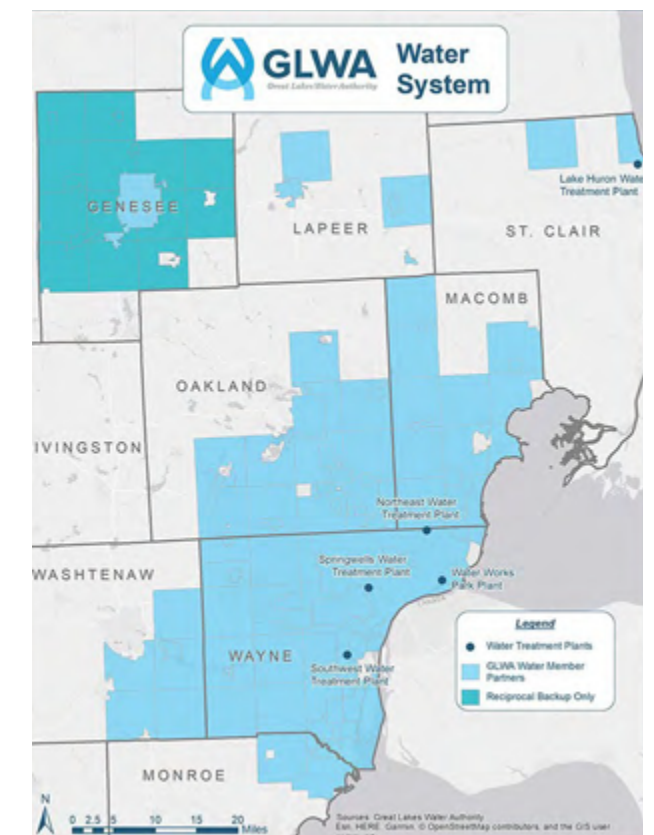 GLWA
Great Lakes Water Authority
Water
System
Lake Huron Wate
Treatment Plant
GENESEE
LAPEER
ST. CLAIR
MACOMB
OAKLAND
IVINGSTON
Northeast Water
Treatment Plant
WASHTENAW
Springwells Water
Treatment Plant
Water Works
Park Plant
CANADA
WAYNE
Southwest Water
Treatment Plant
Legend
Water Treatment Plants
GLWA Water Member
Partners
Reciprocal Backup Only
MONROE
N
0 2.5 5 10 15 20
Miles
Sources: Great Lakes Water Authority
Esri, HERE, Garmin, © OpenStreetMap contributors, and the GIS user